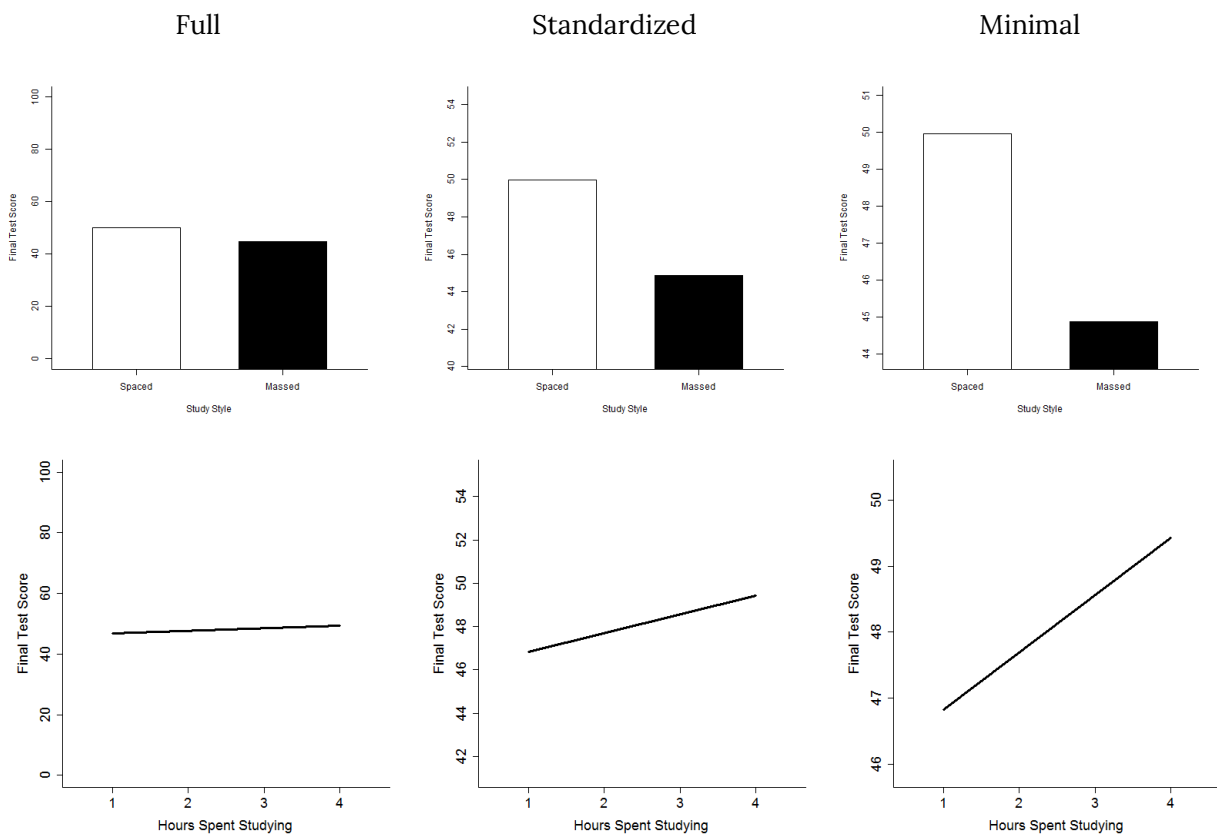 Full Standardized Minimal
100
80
60
40
20
0
Final Test Score
Spaced Massed
Study Style
54
52
50
48
46
44
42
40
Final Test Score
Spaced Massed
Study Style
51
50
49
48
47
46
45
44
Final Test Score
Spaced Massed
Study Style
100
80
60
40
20
0
Final Test Score
1 2 3 4
Hours Spent Studying
54
52
50
48
46
44
42
Final Test Score
1 2 3 4
Hours Spent Studying
50
49
48
47
46
Final Test Score
1 2 3 4
Hours Spent Studying